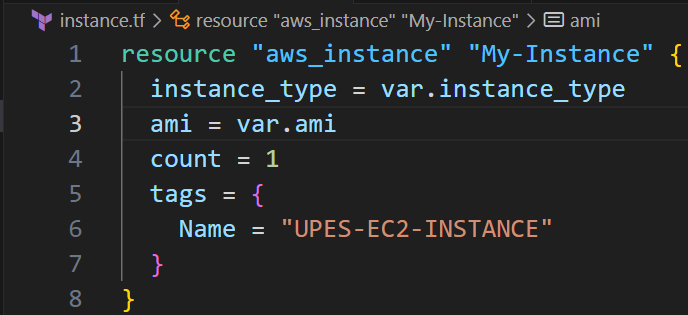 instance.tf > resource "aws_instance" "My-Instance" > ami
1 resource "aws_instance" "My-Instance" {
2   instance_type = var.instance_type
3   ami = var.ami
4   count = 1
5   tags = {
6     Name = "UPES-EC2-INSTANCE"
7   }
8 }